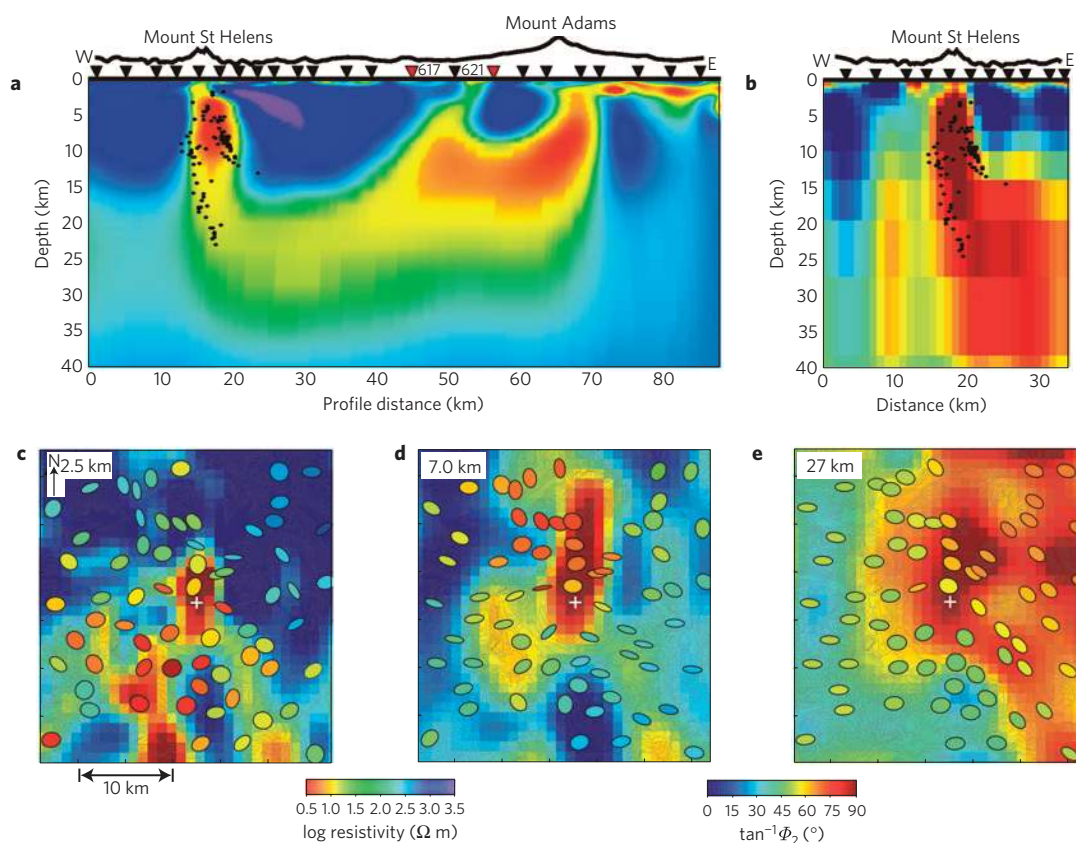 Mount Adams
Mount St Helens
Mount St Helens
W
E
W
E
617
621
a
b
0
5
10
15
20
25
30
35
40
Depth (km)
0
10
20
30
40
50
60
70
80
Profile distance (km)
0
5
10
15
20
25
30
35
40
Depth (km)
0
10
20
30
Distance (km)
c
N
2.5 km
d
7.0 km
e
27 km
10 km
0.5 1.0 1.5 2.0 2.5 3.0 3.5
log resistivity (Ω m)
0 15 30 45 60 75 90
tan⁻¹Φ₂ (°)